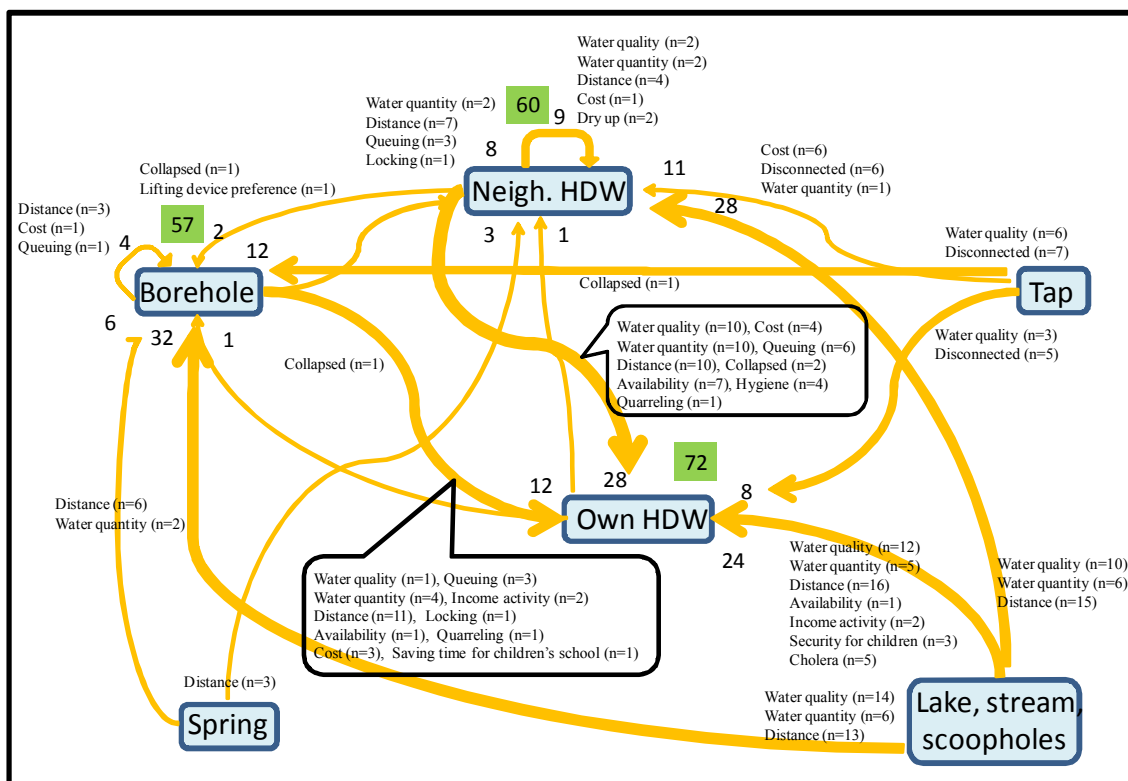 Water quality (n=2)
Water quantity (n=2)
Distance (n=4)
Cost (n=1)
Dry up (n=2)
60
9
Water quantity (n=2)
Distance (n=7)
Queuing (n=3)
Locking (n=1)
8
Neigh. HDW
3
1
Cost (n=6)
Disconnected (n=6)
Water quantity (n=1)
11
28
Collapsed (n=1)
Lifting device preference (n=1)
Distance (n=3)
Cost (n=1)
Queuing (n=1)
57
4
2
12
Borehole
6
32
1
Water quality (n=6)
Disconnected (n=7)
Tap
Collapsed (n=1)
Water quality (n=3)
Disconnected (n=5)
Collapsed (n=1)
Water quality (n=10), Cost (n=4)
Water quantity (n=10), Queuing (n=6)
Distance (n=10), Collapsed (n=2)
Availability (n=7), Hygiene (n=4)
Quarreling (n=1)
72
12
28
8
Own HDW
24
Distance (n=6)
Water quantity (n=2)
Water quality (n=1), Queuing (n=3)
Water quantity (n=4), Income activity (n=2)
Distance (n=11), Locking (n=1)
Availability (n=1), Quarreling (n=1)
Cost (n=3), Saving time for children's school (n=1)
Water quality (n=12)
Water quantity (n=5)
Distance (n=16)
Availability (n=1)
Income activity (n=2)
Security for children (n=3)
Cholera (n=5)
Water quality (n=10)
Water quantity (n=6)
Distance (n=15)
Distance (n=3)
Spring
Water quality (n=14)
Water quantity (n=6)
Distance (n=13)
Lake, stream,
scoopholes